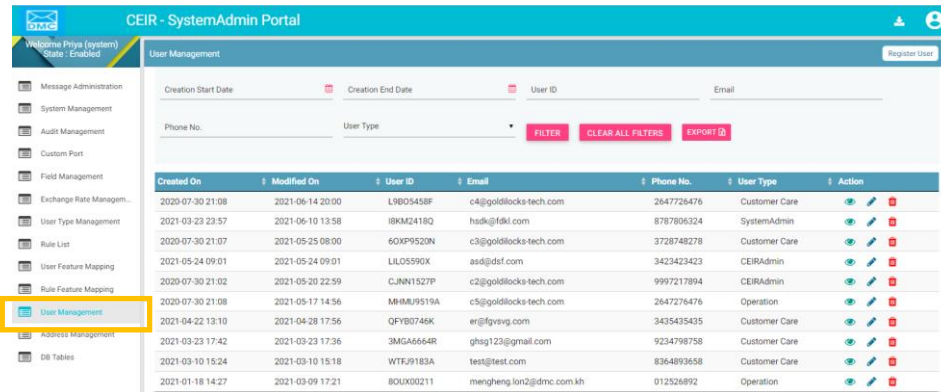 DMC
CEIR - SystemAdmin Portal
Welcome Priya (system)
State : Enabled
User Management
Register User
Message Administration
System Management
Audit Management
Custom Port
Field Management
Exchange Rate Managem...
User Type Management
Rule List
User Feature Mapping
Rule Feature Mapping
User Management
Address Management
DB Tables
Creation Start Date Creation End Date User ID Email
Phone No. User Type FILTER CLEAR ALL FILTERS EXPORT
Created On Modified On User ID Email Phone No. User Type Action
2020-07-30 21:08 2021-06-14 20:00 L9BO5458F c4@goldilocks-tech.com 2647726476 Customer Care
2021-03-23 23:57 2021-06-10 13:58 I8KM2418Q hsdk@fdkl.com 8787806324 SystemAdmin
2020-07-30 21:07 2021-05-25 08:00 6OXP9520N c3@goldilocks-tech.com 3728748278 Customer Care
2021-05-24 09:01 2021-05-24 09:01 LILO5590X asd@dsf.com 3423423423 CEIRAdmin
2020-07-30 21:02 2021-05-20 22:59 CJNN1527P c2@goldilocks-tech.com 9997217894 CEIRAdmin
2020-07-30 21:08 2021-05-17 14:56 MHMU9519A c5@goldilocks-tech.com 2647276476 Operation
2021-04-22 13:10 2021-04-28 17:56 QFYB0746K er@fgvsvg.com 3435435435 Customer Care
2021-03-23 17:42 2021-03-23 17:36 3MGA6664R ghsg123@gmail.com 9234798758 Customer Care
2021-03-10 15:24 2021-03-10 15:18 WTFJ9183A test@test.com 8364893658 Customer Care
2021-01-18 14:27 2021-03-09 17:21 8OUX00211 mengheng.lon2@dmc.com.kh 012526892 Operation